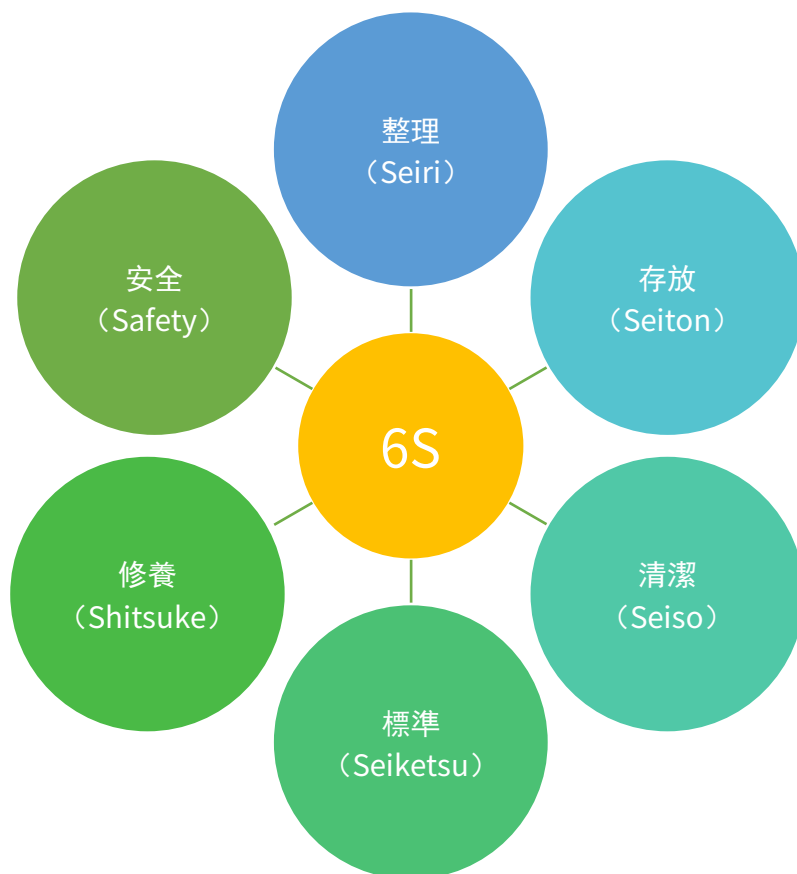 整理
（Seiri）
存放
（Seiton）
清潔
（Seiso）
標準
（Seiketsu）
修養
（Shitsuke）
安全
（Safety）
6S